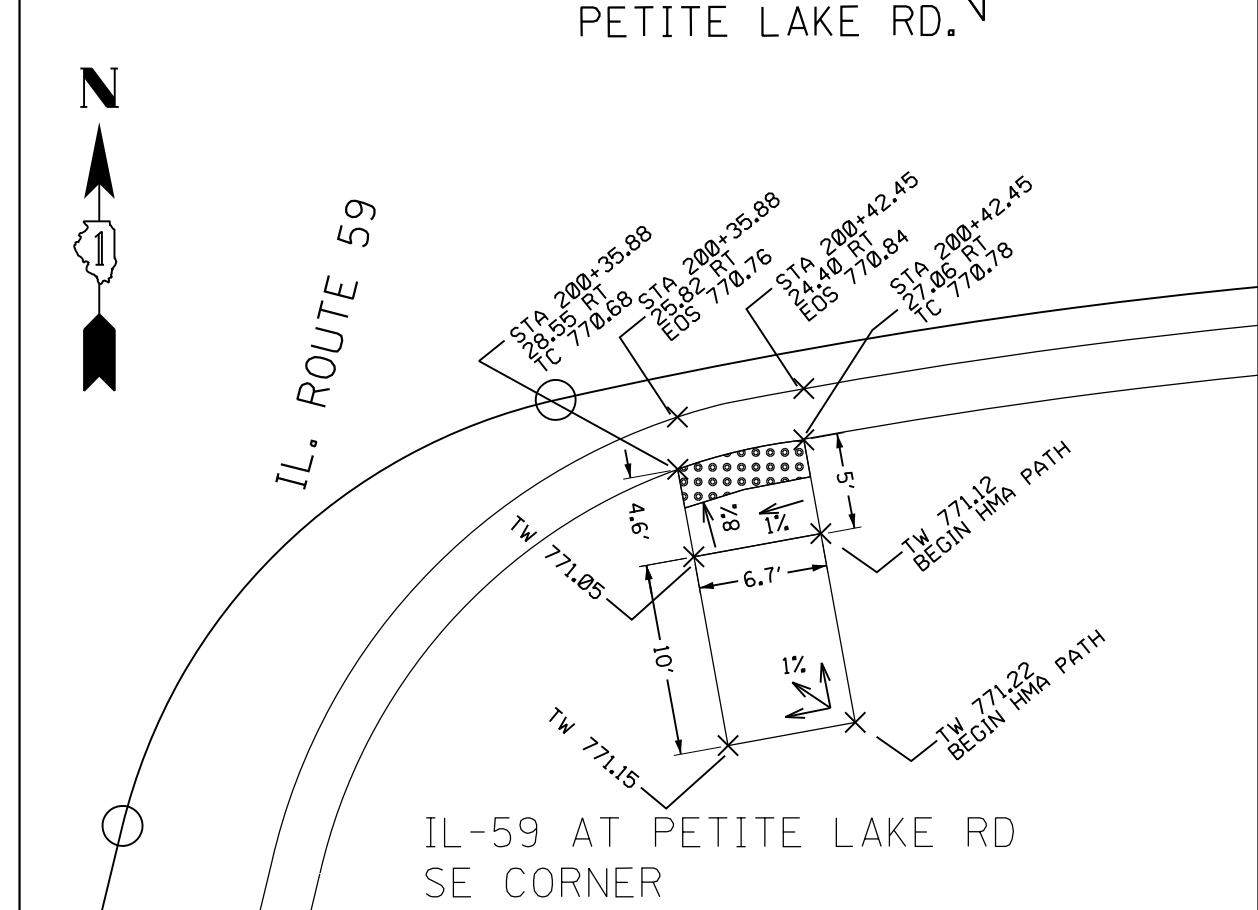 PETITE LAKE RD.
N
1
IL. ROUTE 59
STA 200+35.88
28.55 RT
TC 770.68
STA 200+35.88
25.82 RT
EOS 770.76
STA 200+42.45
24.40 RT
EOS 770.84
STA 200+42.45
27.06 RT
TC 770.78
4.6'
8%
1%
5'
TW 771.12
BEGIN HMA PATH
TW 771.05
6.7'
10'
1%
TW 771.22
BEGIN HMA PATH
TW 771.15
IL-59 AT PETITE LAKE RD
SE CORNER